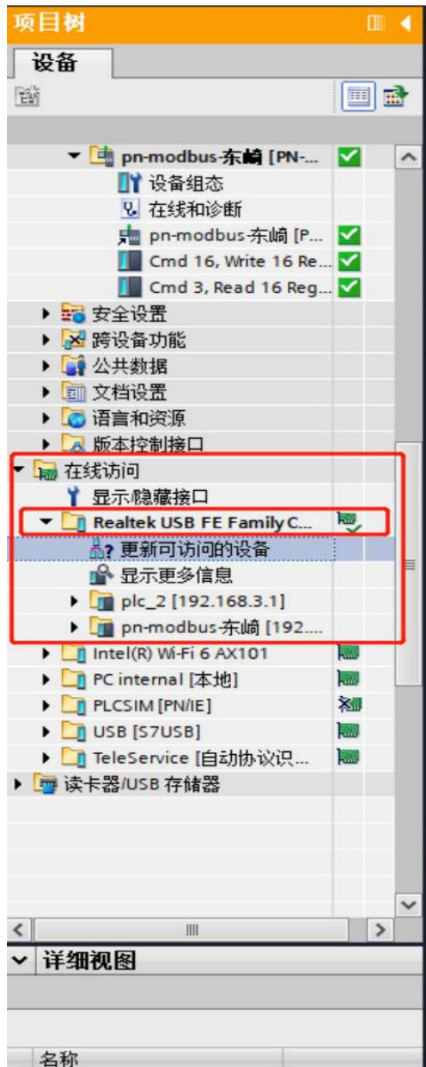 项目树
设备
pn-modbus-东崎 [PN-...
设备组态
在线和诊断
pn-modbus-东崎 [P...
Cmd 16, Write 16 Re...
Cmd 3, Read 16 Reg...
安全设置
跨设备功能
公共数据
文档设置
语言和资源
版本控制接口
在线访问
显示/隐藏接口
Realtek USB FE Family C...
更新可访问的设备
显示更多信息
plc_2 [192.168.3.1]
pn-modbus-东崎 [192....
Intel(R) Wi-Fi 6 AX101
PC internal [本地]
PLCSIM [PN/IE]
USB [S7USB]
TeleService [自动协议识...
读卡器/USB 存储器
详细视图
名称